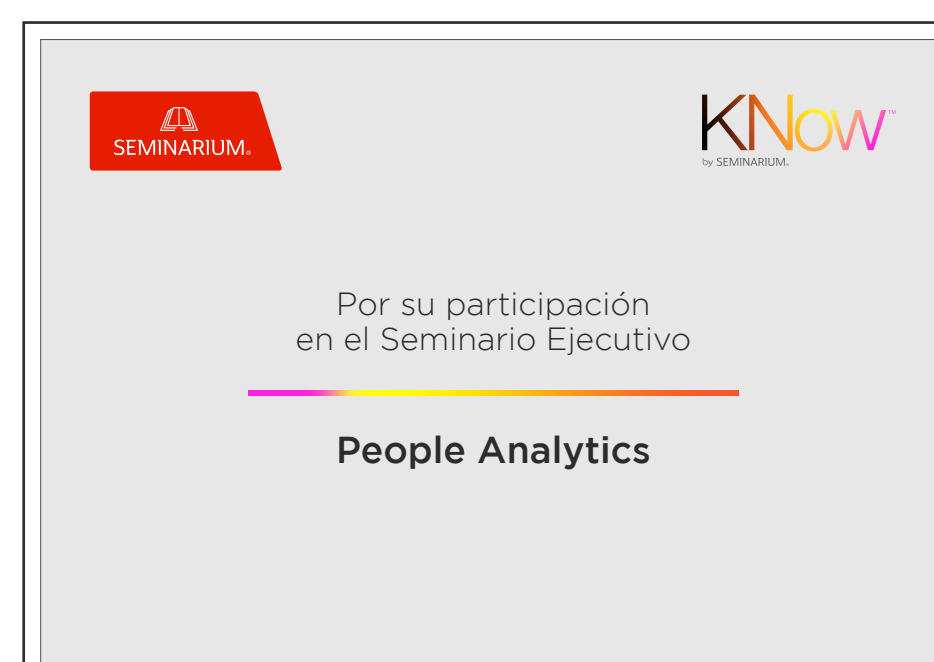 SEMINARIUM®
KNow™
by SEMINARIUM®
Por su participación
en el Seminario Ejecutivo
People Analytics